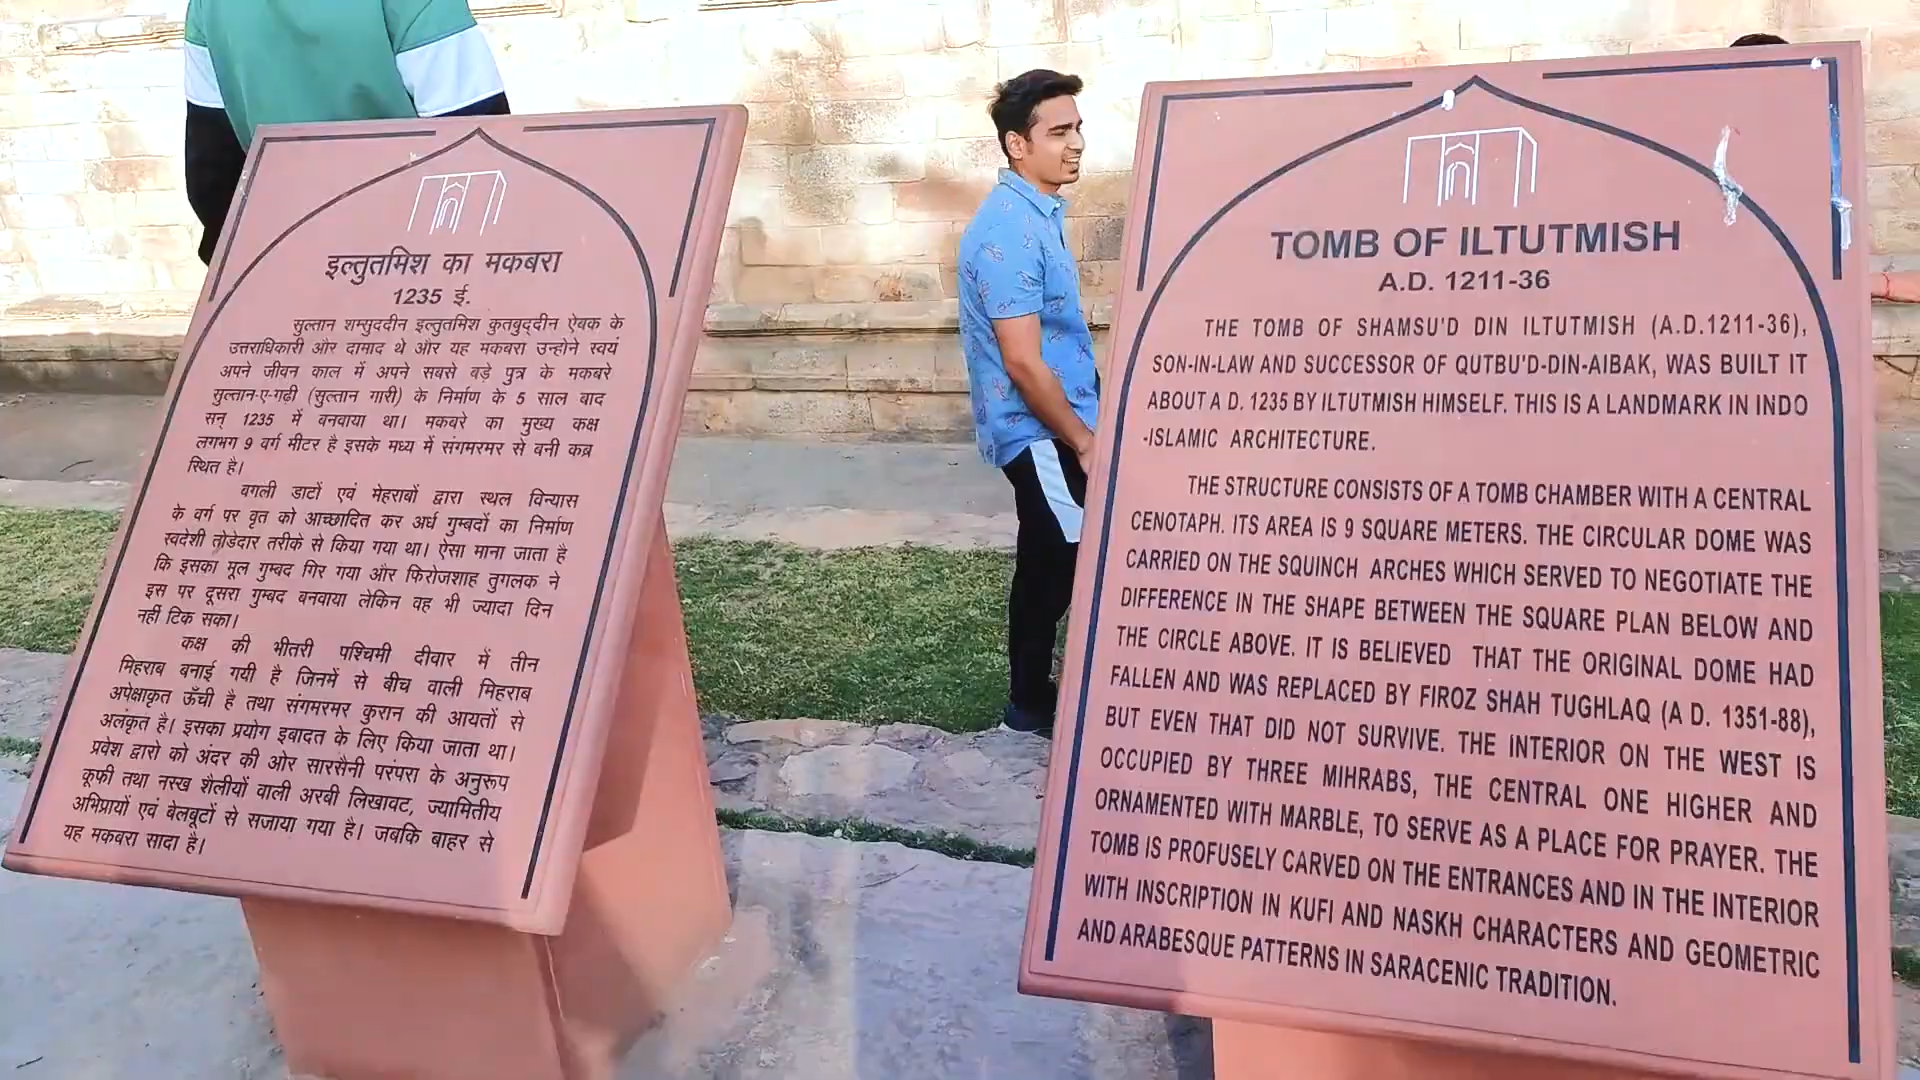 इल्तुतमिश का मकबरा
1235 ई.
सुल्तान शम्सुददीन इल्तुतमिश कुतबुद्दीन ऐबक के
उत्तराधिकारी और दामाद थे और यह मकबरा उन्होने स्वयं
अपने जीवन काल में अपने सबसे बड़े पुत्र के मकबरे
सुल्तान-ए-गढ़ी (सुल्तान गारी) के निर्माण के 5 साल बाद
सन् 1235 में बनवाया था। मकबरे का मुख्य कक्ष
लगभग 9 वर्ग मीटर है इसके मध्य में संगमरमर से बनी कब्र
स्थित है।
बगली डाटों एवं मेहराबों द्वारा स्थल विन्यास
के वर्ग पर वृत को आच्छादित कर अर्ध गुम्बदों का निर्माण
स्वदेशी तोडेदार तरीके से किया गया था। ऐसा माना जाता है
कि इसका मूल गुम्बद गिर गया और फिरोजशाह तुगलक ने
इस पर दूसरा गुम्बद बनवाया लेकिन वह भी ज्यादा दिन
नहीं टिक सका।
कक्ष की भीतरी पश्चिमी दीवार में तीन
मिहराब बनाई गयी है जिनमें से बीच वाली मिहराब
अपेक्षाकृत ऊँची है तथा संगमरमर कुरान की आयतों से
अलंकृत है। इसका प्रयोग इबादत के लिए किया जाता था।
प्रवेश द्वारो को अंदर की ओर सारसैनी परंपरा के अनुरूप
कूफी तथा नस्ख शैलीयों वाली अरबी लिखावट, ज्यामितीय
अभिप्रायों एवं बेलबूटों से सजाया गया है। जबकि बाहर से
यह मकबरा सादा है।
TOMB OF ILTUTMISH
A.D. 1211-36
THE TOMB OF SHAMSU'D DIN ILTUTMISH (A.D.1211-36),
SON-IN-LAW AND SUCCESSOR OF QUTBU'D-DIN-AIBAK, WAS BUILT IT
ABOUT A D. 1235 BY ILTUTMISH HIMSELF. THIS IS A LANDMARK IN INDO
-ISLAMIC ARCHITECTURE.
THE STRUCTURE CONSISTS OF A TOMB CHAMBER WITH A CENTRAL
CENOTAPH. ITS AREA IS 9 SQUARE METERS. THE CIRCULAR DOME WAS
CARRIED ON THE SQUINCH ARCHES WHICH SERVED TO NEGOTIATE THE
DIFFERENCE IN THE SHAPE BETWEEN THE SQUARE PLAN BELOW AND
THE CIRCLE ABOVE. IT IS BELIEVED THAT THE ORIGINAL DOME HAD
FALLEN AND WAS REPLACED BY FIROZ SHAH TUGHLAQ (A D. 1351-88),
BUT EVEN THAT DID NOT SURVIVE. THE INTERIOR ON THE WEST IS
OCCUPIED BY THREE MIHRABS, THE CENTRAL ONE HIGHER AND
ORNAMENTED WITH MARBLE, TO SERVE AS A PLACE FOR PRAYER. THE
TOMB IS PROFUSELY CARVED ON THE ENTRANCES AND IN THE INTERIOR
WITH INSCRIPTION IN KUFI AND NASKH CHARACTERS AND GEOMETRIC
AND ARABESQUE PATTERNS IN SARACENIC TRADITION.